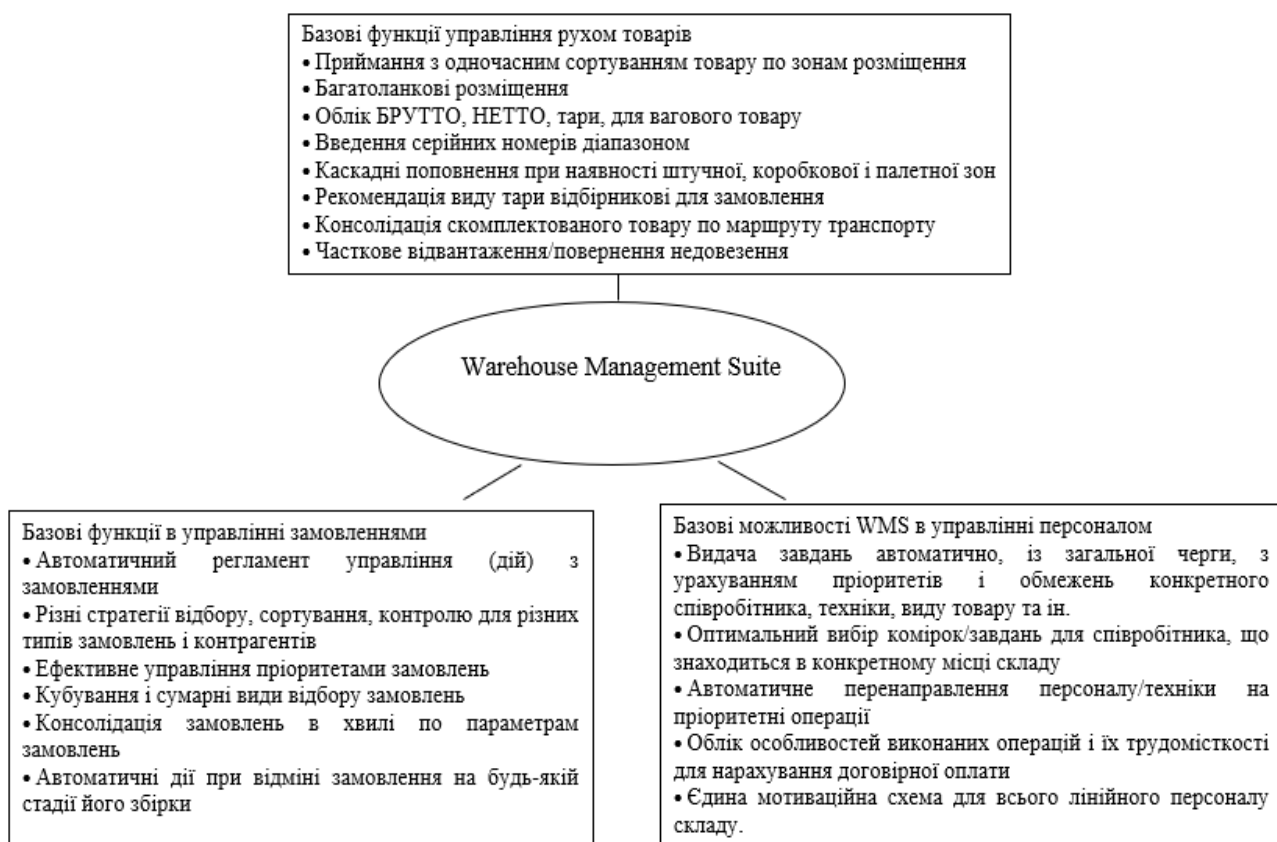 Базові функції управління рухом товарів
• Приймання з одночасним сортуванням товару по зонам розміщення
• Багатоланкові розміщення
• Облік БРУТТО, НЕТТО, тари, для вагового товару
• Введення серійних номерів діапазоном
• Каскадні поповнення при наявності штучної, коробкової і палетної зон
• Рекомендація виду тари відбірникові для замовлення
• Консолідація скомплектованого товару по маршруту транспорту
• Часткове відвантаження/повернення недовезення
Warehouse Management Suite
Базові функції в управлінні замовленнями
• Автоматичний регламент управління (дій) з
замовленнями
• Різні стратегії відбору, сортування, контролю для різних
типів замовлень і контрагентів
• Ефективне управління пріоритетами замовлень
• Кубування і сумарні види відбору замовлень
• Консолідація замовлень в хвилі по параметрам
замовлень
• Автоматичні дії при відміні замовлення на будь-якій
стадії його збірки
Базові можливості WMS в управлінні персоналом
• Видача завдань автоматично, із загальної черги, з
урахуванням пріоритетів і обмежень конкретного
співробітника, техніки, виду товару та ін.
• Оптимальний вибір комірок/завдань для співробітника, що
знаходиться в конкретному місці складу
• Автоматичне перенаправлення персоналу/техніки на
пріоритетні операції
• Облік особливостей виконаних операцій і їх трудомісткості
для нарахування договірної оплати
• Єдина мотиваційна схема для всього лінійного персоналу
складу.